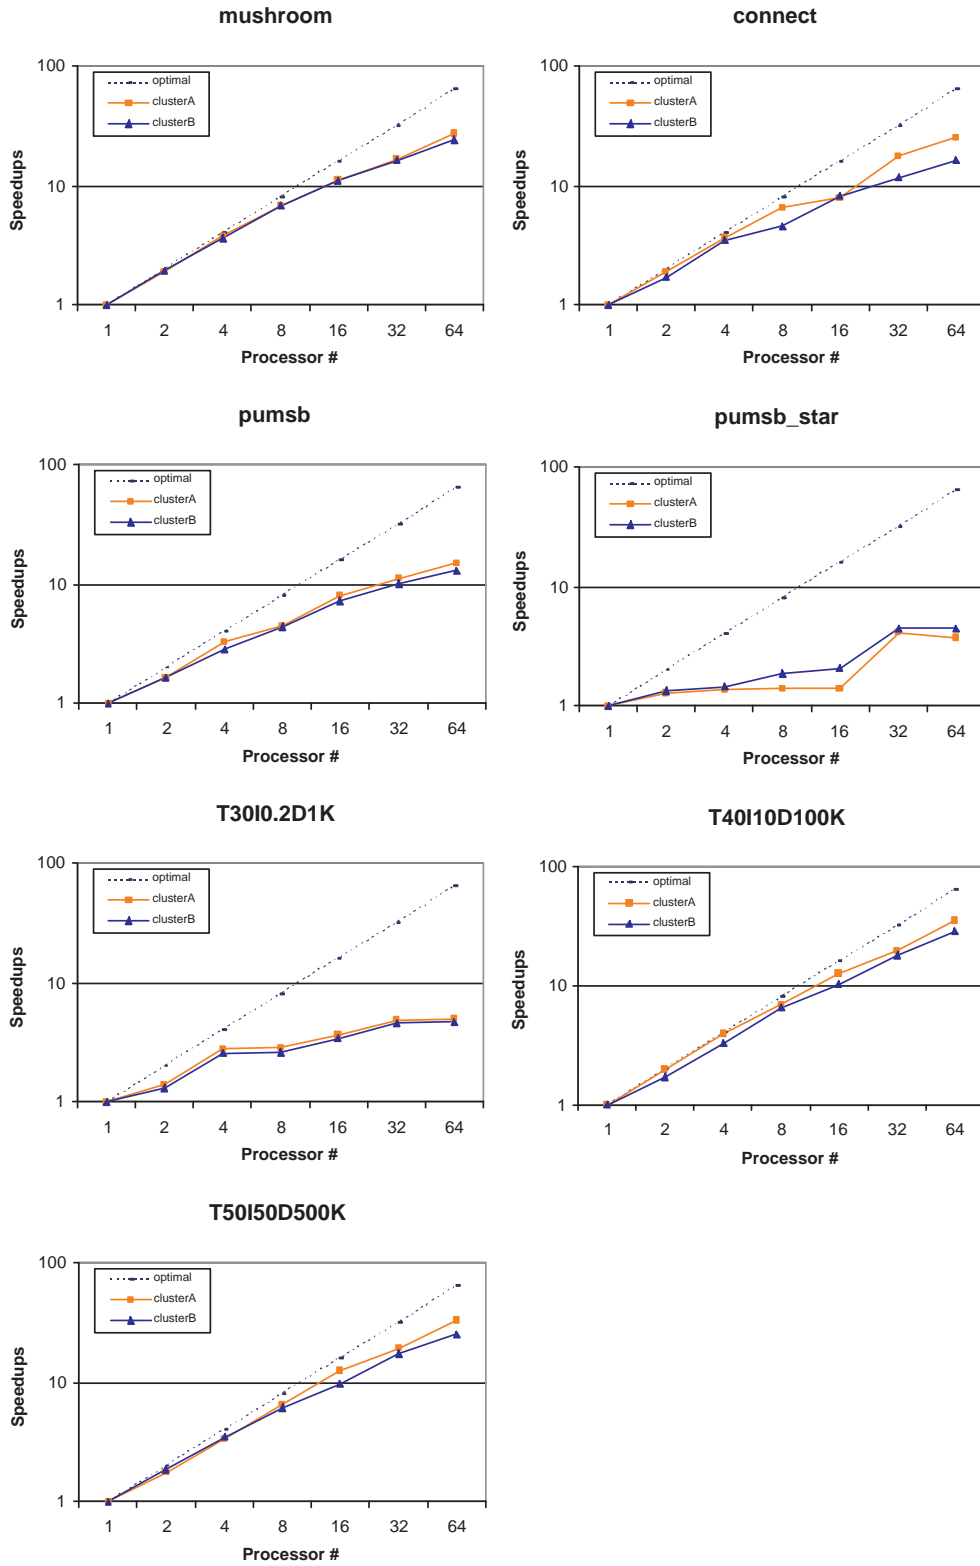 mushroom
100
10
1
Speedups
optimal
clusterA
clusterB
1 2 4 8 16 32 64
Processor #
connect
100
10
1
Speedups
optimal
clusterA
clusterB
1 2 4 8 16 32 64
Processor #
pumsb
100
10
1
Speedups
optimal
clusterA
clusterB
1 2 4 8 16 32 64
Processor #
pumsb_star
100
10
1
Speedups
optimal
clusterA
clusterB
1 2 4 8 16 32 64
Processor #
T30I0.2D1K
100
10
1
Speedups
optimal
clusterA
clusterB
1 2 4 8 16 32 64
Processor #
T40I10D100K
100
10
1
Speedups
optimal
clusterA
clusterB
1 2 4 8 16 32 64
Processor #
T50I50D500K
100
10
1
Speedups
optimal
clusterA
clusterB
1 2 4 8 16 32 64
Processor #